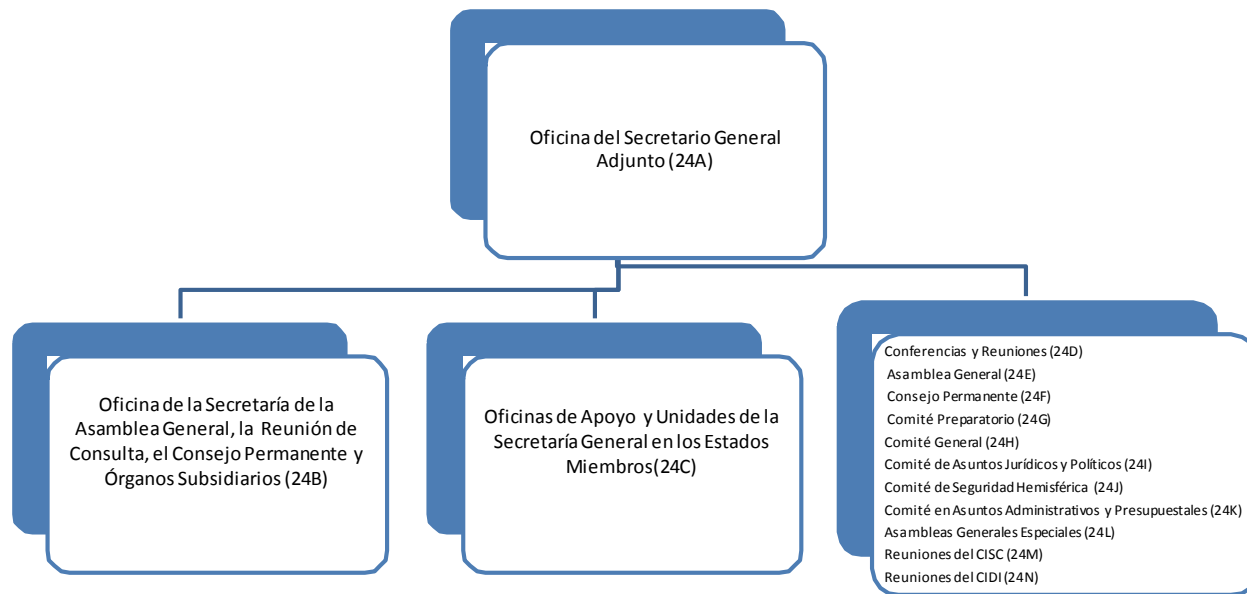 Oficina del Secretario General
Adjunto (24A)
Oficina de la Secretaría de la
Asamblea General, la Reunión de
Consulta, el Consejo Permanente y
Órganos Subsidiarios (24B)
Oficinas de Apoyo y Unidades de la
Secretaría General en los Estados
Miembros(24C)
Conferencias y Reuniones (24D)
Asamblea General (24E)
Consejo Permanente (24F)
Comité Preparatorio (24G)
Comité General (24H)
Comité de Asuntos Jurídicos y Políticos (24I)
Comité de Seguridad Hemisférica (24J)
Comité en Asuntos Administrativos y Presupuestales (24K)
Asambleas Generales Especiales (24L)
Reuniones del CISC (24M)
Reuniones del CIDI (24N)